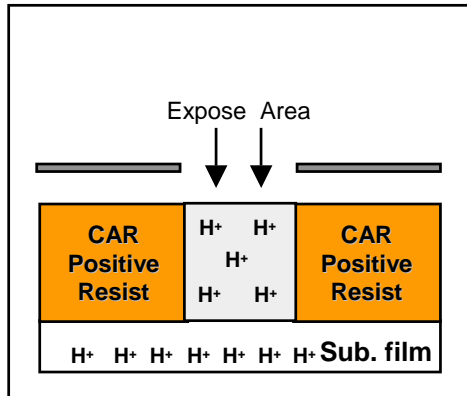 Expose Area
H+ H+
CAR CAR
Positive H+ Positive
Resist H+ H+ Resist
H+ H+ H+ H+ H+ H+ H+ Sub. film